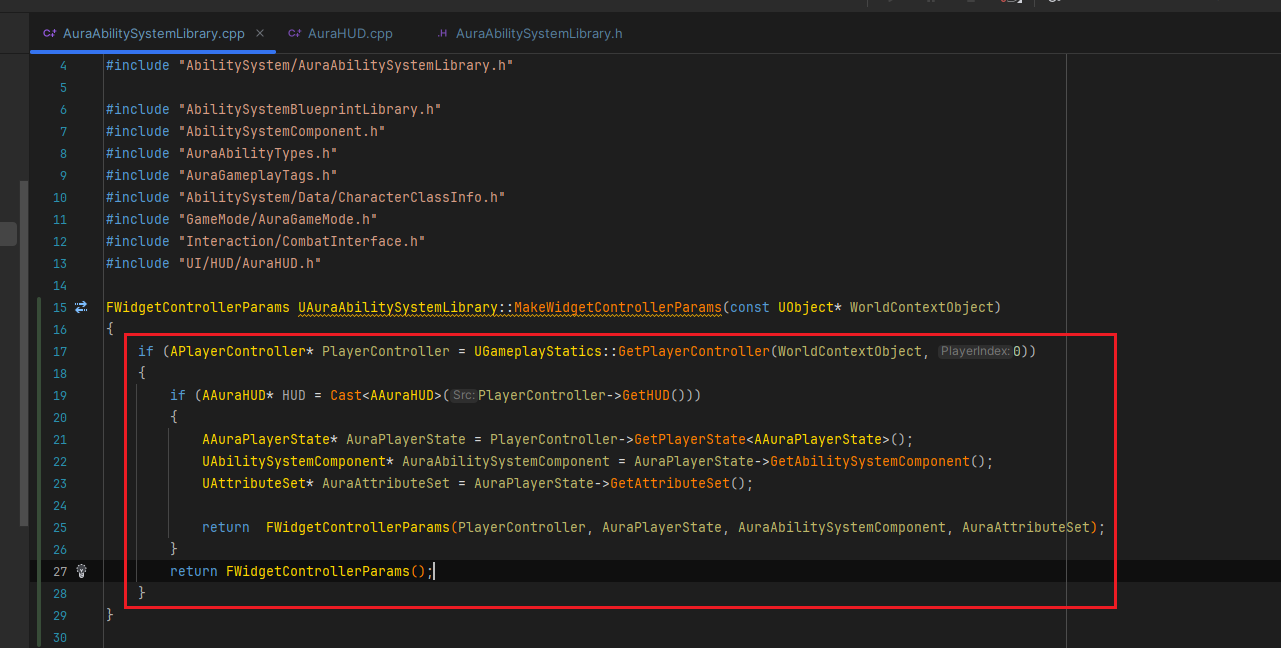 AuraAbilitySystemLibrary.cpp AuraHUD.cpp .H AuraAbilitySystemLibrary.h
4 #include "AbilitySystem/AuraAbilitySystemLibrary.h"
5
6 #include "AbilitySystemBlueprintLibrary.h"
7 #include "AbilitySystemComponent.h"
8 #include "AuraAbilityTypes.h"
9 #include "AuraGameplayTags.h"
10 #include "AbilitySystem/Data/CharacterClassInfo.h"
11 #include "GameMode/AuraGameMode.h"
12 #include "Interaction/CombatInterface.h"
13 #include "UI/HUD/AuraHUD.h"
14
15 FWidgetControllerParams UAuraAbilitySystemLibrary::MakeWidgetControllerParams(const UObject* WorldContextObject)
16 {
17 if (APlayerController* PlayerController = UGameplayStatics::GetPlayerController(WorldContextObject, PlayerIndex:0))
18 {
19 if (AAuraHUD* HUD = Cast<AAuraHUD>(Src:PlayerController->GetHUD()))
20 {
21 AAuraPlayerState* AuraPlayerState = PlayerController->GetPlayerState<AAuraPlayerState>();
22 UAbilitySystemComponent* AuraAbilitySystemComponent = AuraPlayerState->GetAbilitySystemComponent();
23 UAttributeSet* AuraAttributeSet = AuraPlayerState->GetAttributeSet();
24
25 return FWidgetControllerParams(PlayerController, AuraPlayerState, AuraAbilitySystemComponent, AuraAttributeSet);
26 }
27 return FWidgetControllerParams();
28 }
29 }
30